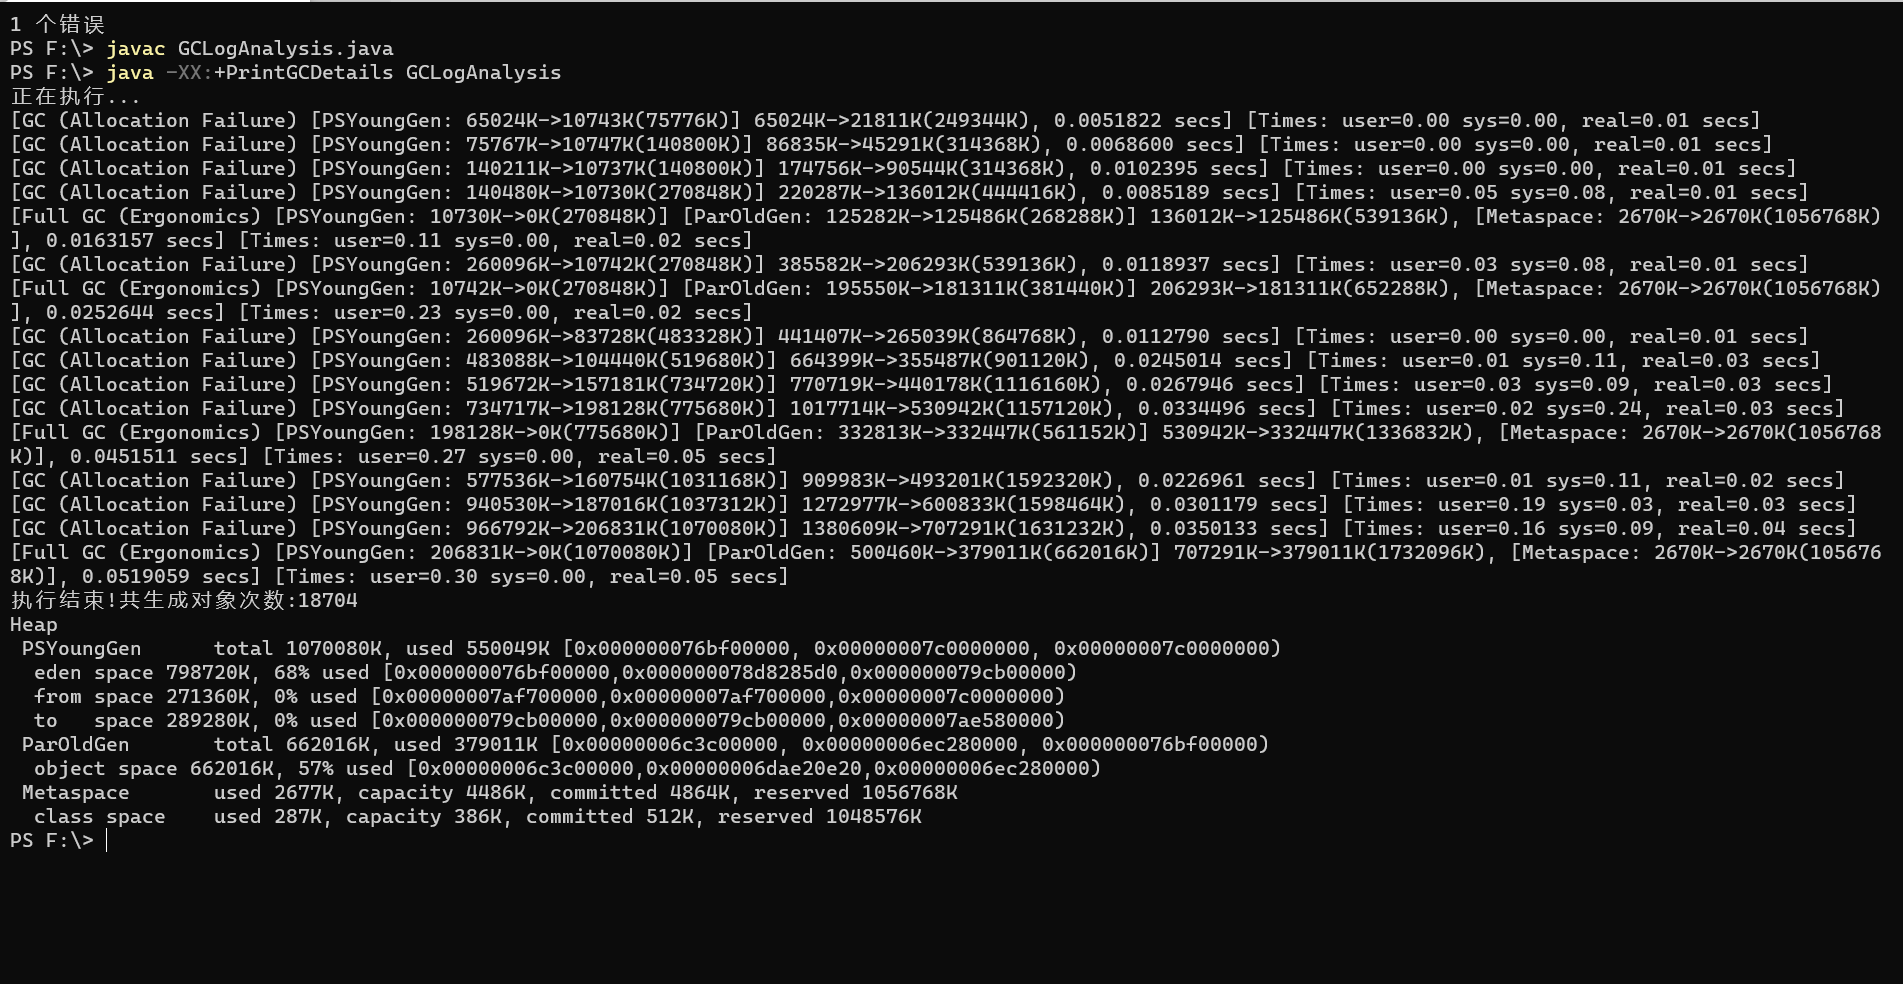 1 个错误
PS F:\> javac GCLogAnalysis.java
PS F:\> java -XX:+PrintGCDetails GCLogAnalysis
正在执行...
[GC (Allocation Failure) [PSYoungGen: 65024K->10743K(75776K)] 65024K->21811K(249344K), 0.0051822 secs] [Times: user=0.00 sys=0.00, real=0.01 secs]
[GC (Allocation Failure) [PSYoungGen: 75767K->10747K(140800K)] 86835K->45291K(314368K), 0.0068600 secs] [Times: user=0.00 sys=0.00, real=0.01 secs]
[GC (Allocation Failure) [PSYoungGen: 140211K->10737K(140800K)] 174756K->90544K(314368K), 0.0102395 secs] [Times: user=0.00 sys=0.00, real=0.01 secs]
[GC (Allocation Failure) [PSYoungGen: 140480K->10730K(270848K)] 220287K->136012K(444416K), 0.0085189 secs] [Times: user=0.05 sys=0.08, real=0.01 secs]
[Full GC (Ergonomics) [PSYoungGen: 10730K->0K(270848K)] [ParOldGen: 125282K->125486K(268288K)] 136012K->125486K(539136K), [Metaspace: 2670K->2670K(1056768K)
], 0.0163157 secs] [Times: user=0.11 sys=0.00, real=0.02 secs]
[GC (Allocation Failure) [PSYoungGen: 260096K->10742K(270848K)] 385582K->206293K(539136K), 0.0118937 secs] [Times: user=0.03 sys=0.08, real=0.01 secs]
[Full GC (Ergonomics) [PSYoungGen: 10742K->0K(270848K)] [ParOldGen: 195550K->181311K(381440K)] 206293K->181311K(652288K), [Metaspace: 2670K->2670K(1056768K)
], 0.0252644 secs] [Times: user=0.23 sys=0.00, real=0.02 secs]
[GC (Allocation Failure) [PSYoungGen: 260096K->83728K(483328K)] 441407K->265039K(864768K), 0.0112790 secs] [Times: user=0.00 sys=0.00, real=0.01 secs]
[GC (Allocation Failure) [PSYoungGen: 483088K->104440K(519680K)] 664399K->355487K(901120K), 0.0245014 secs] [Times: user=0.01 sys=0.11, real=0.03 secs]
[GC (Allocation Failure) [PSYoungGen: 519672K->157181K(734720K)] 770719K->440178K(1116160K), 0.0267946 secs] [Times: user=0.03 sys=0.09, real=0.03 secs]
[GC (Allocation Failure) [PSYoungGen: 734717K->198128K(775680K)] 1017714K->530942K(1157120K), 0.0334496 secs] [Times: user=0.02 sys=0.24, real=0.03 secs]
[Full GC (Ergonomics) [PSYoungGen: 198128K->0K(775680K)] [ParOldGen: 332813K->332447K(561152K)] 530942K->332447K(1336832K), [Metaspace: 2670K->2670K(1056768
K)], 0.0451511 secs] [Times: user=0.27 sys=0.00, real=0.05 secs]
[GC (Allocation Failure) [PSYoungGen: 577536K->160754K(1031168K)] 909983K->493201K(1592320K), 0.0226961 secs] [Times: user=0.01 sys=0.11, real=0.02 secs]
[GC (Allocation Failure) [PSYoungGen: 940530K->187016K(1037312K)] 1272977K->600833K(1598464K), 0.0301179 secs] [Times: user=0.19 sys=0.03, real=0.03 secs]
[GC (Allocation Failure) [PSYoungGen: 966792K->206831K(1070080K)] 1380609K->707291K(1631232K), 0.0350133 secs] [Times: user=0.16 sys=0.09, real=0.04 secs]
[Full GC (Ergonomics) [PSYoungGen: 206831K->0K(1070080K)] [ParOldGen: 500460K->379011K(662016K)] 707291K->379011K(1732096K), [Metaspace: 2670K->2670K(105676
8K)], 0.0519059 secs] [Times: user=0.30 sys=0.00, real=0.05 secs]
执行结束!共生成对象次数:18704
Heap
 PSYoungGen      total 1070080K, used 550049K [0x000000076bf00000, 0x00000007c0000000, 0x00000007c0000000)
  eden space 798720K, 68% used [0x000000076bf00000,0x000000078d8285d0,0x000000079cb00000)
  from space 271360K, 0% used [0x00000007af700000,0x00000007af700000,0x00000007c0000000)
  to   space 289280K, 0% used [0x000000079cb00000,0x000000079cb00000,0x00000007ae580000)
 ParOldGen       total 662016K, used 379011K [0x00000006c3c00000, 0x00000006ec280000, 0x000000076bf00000)
  object space 662016K, 57% used [0x00000006c3c00000,0x00000006dae20e20,0x00000006ec280000)
 Metaspace       used 2677K, capacity 4486K, committed 4864K, reserved 1056768K
  class space    used 287K, capacity 386K, committed 512K, reserved 1048576K
PS F:\>